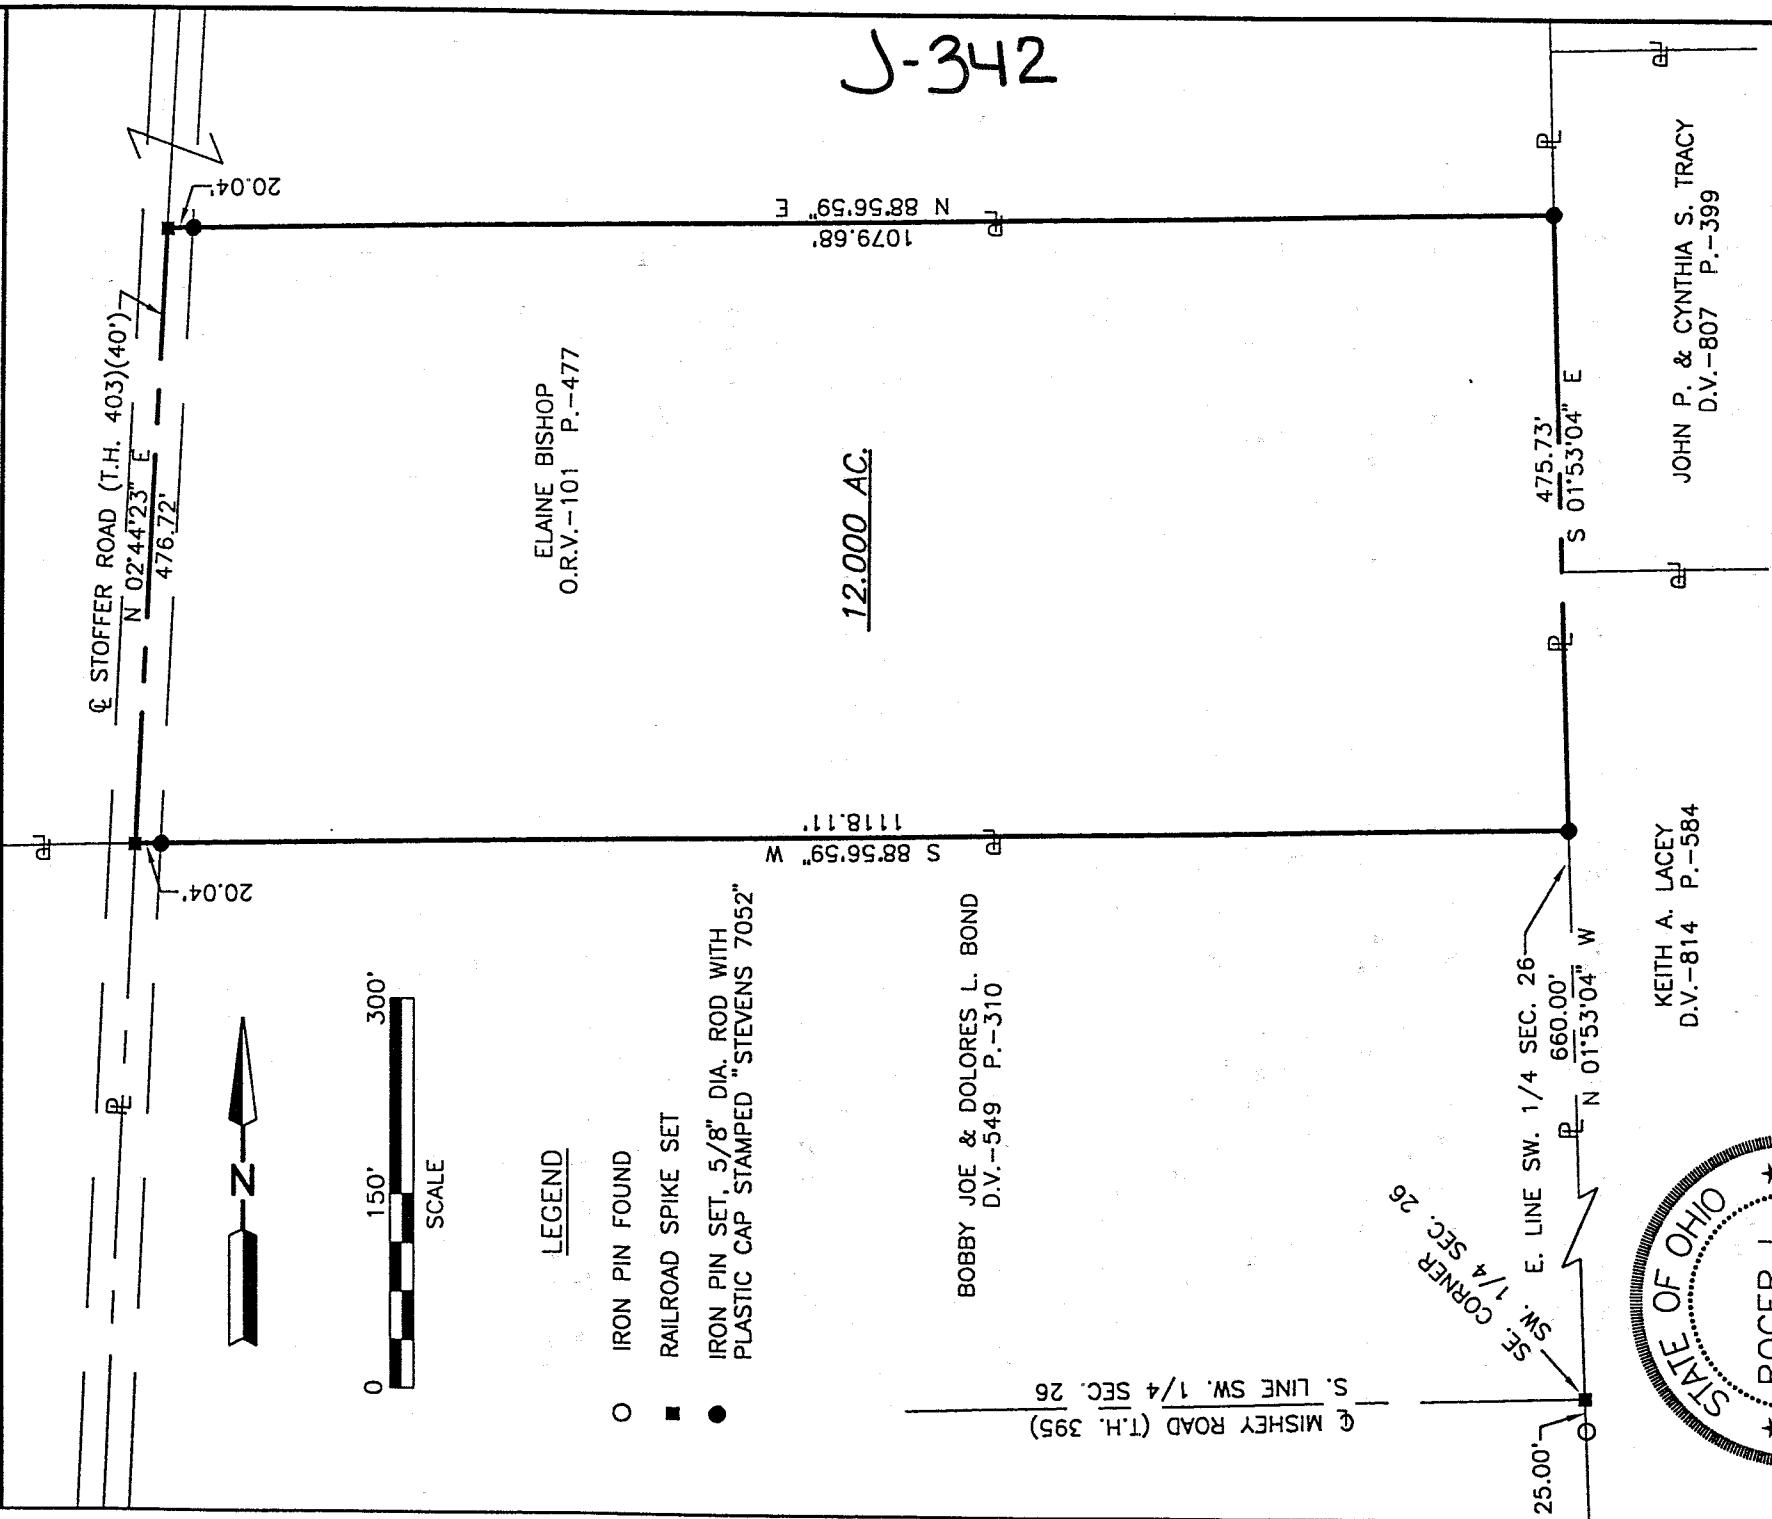 J-342
℄ STOFFER ROAD (T.H. 403)(40')
N 02°44'23" E
476.72'
20.04'
N 88°56'59" E
1079.68'
ELAINE BISHOP
O.R.V.-101 P.-477
12.000 AC.
475.73'
S 01°53'04" E
JOHN P. & CYNTHIA S. TRACY
D.V.-807 P.-399
1118.11'
S 88°56'59" W
20.04'
N
0 150' 300'
SCALE
LEGEND
IRON PIN FOUND
RAILROAD SPIKE SET
IRON PIN SET, 5/8" DIA. ROD WITH
PLASTIC CAP STAMPED "STEVENS 7052"
BOBBY JOE & DOLORES L. BOND
D.V.-549 P.-310
E. LINE SW. 1/4 SEC. 26
660.00'
N 01°53'04" W
KEITH A. LACEY
D.V.-814 P.-584
SE. CORNER
SW. 1/4 SEC. 26
S. LINE SW. 1/4 SEC. 26
℄ MISHEY ROAD (T.H. 395)
25.00'
STATE OF OHIO
ROGER L